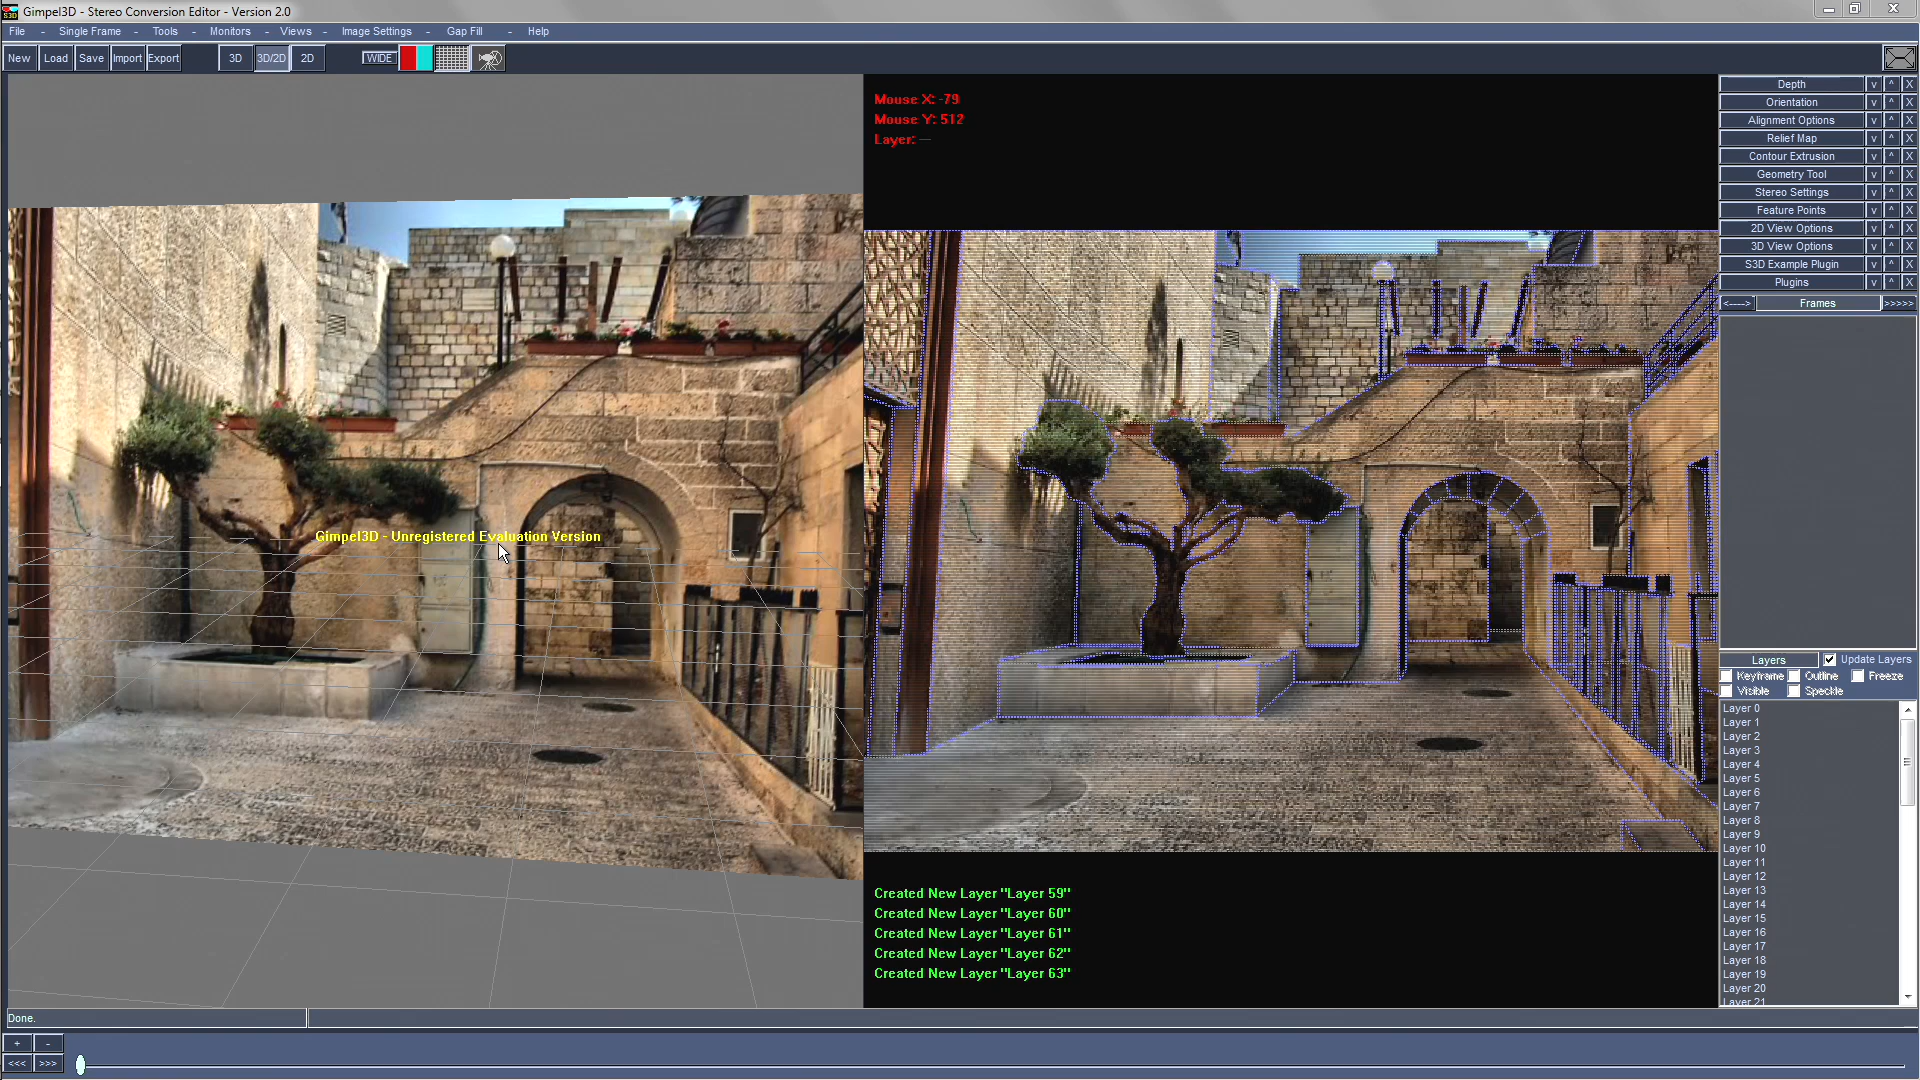 Gimpel3D - Stereo Conversion Editor - Version 2.0
File - Single Frame - Tools - Monitors - Views - Image Settings - Gap Fill - Help
New Load Save Import Export 3D 3D/2D 2D WIDE
Mouse X: -79
Mouse Y: 512
Layer: ---
Gimpel3D - Unregistered Evaluation Version
Created New Layer "Layer 59"
Created New Layer "Layer 60"
Created New Layer "Layer 61"
Created New Layer "Layer 62"
Created New Layer "Layer 63"
Depth v ^ X
Orientation v ^ X
Alignment Options v ^ X
Relief Map v ^ X
Contour Extrusion v ^ X
Geometry Tool v ^ X
Stereo Settings v ^ X
Feature Points v ^ X
2D View Options v ^ X
3D View Options v ^ X
S3D Example Plugin v ^ X
Plugins v ^ X
<----> Frames >>>>>
Layers Update Layers
Keyframe Outline Freeze
Visible Speckle
Layer 0
Layer 1
Layer 2
Layer 3
Layer 4
Layer 5
Layer 6
Layer 7
Layer 8
Layer 9
Layer 10
Layer 11
Layer 12
Layer 13
Layer 14
Layer 15
Layer 16
Layer 17
Layer 18
Layer 19
Layer 20
Layer 21
Done.
+ -
<<< >>>